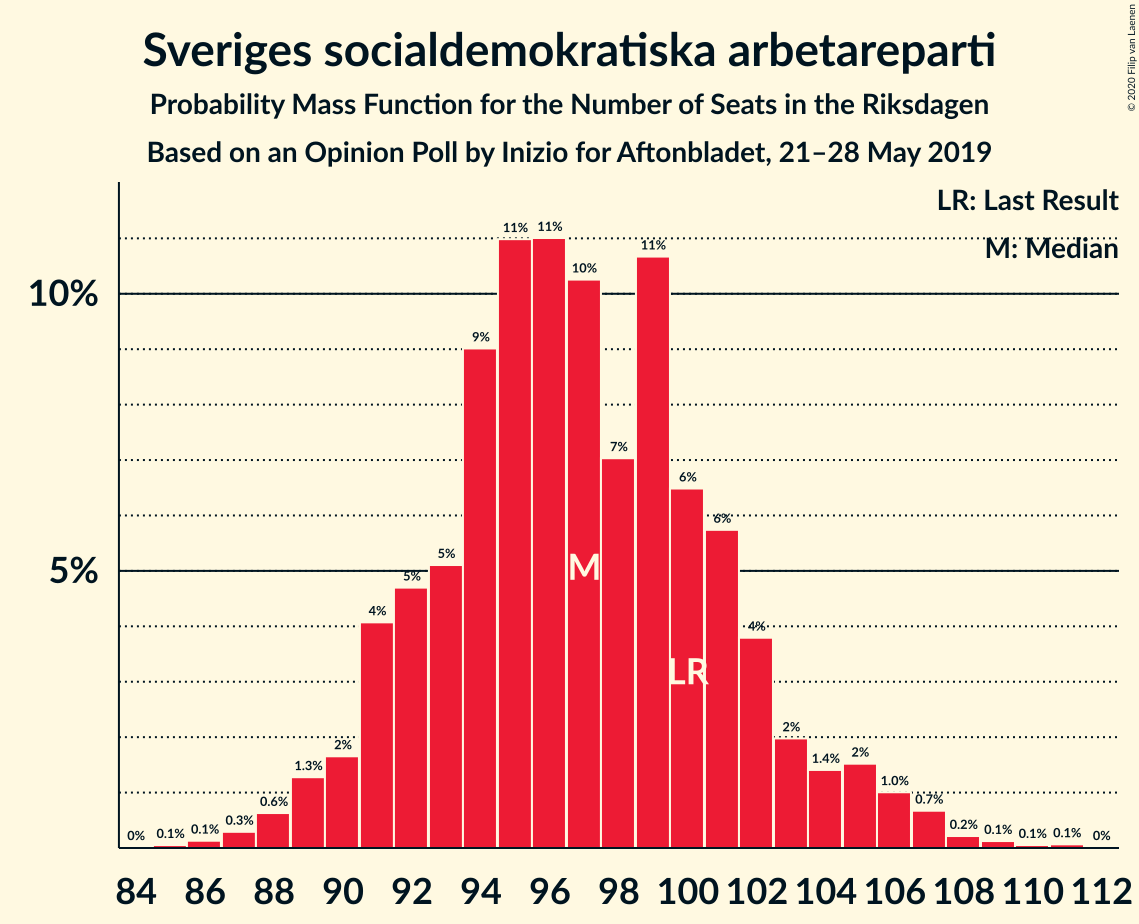 Sveriges socialdemokratiska arbetareparti
Probability Mass Function for the Number of Seats in the Riksdagen
Based on an Opinion Poll by Inizio for Aftonbladet, 21–28 May 2019
© 2020 Filip van Laenen
LR: Last Result
M: Median
10%
5%
0% 0.1% 0.1% 0.3% 0.6% 1.3% 2% 4% 5% 5% 9% 11% 11% 10% 7% 11% 6% 6% 4% 2% 1.4% 2% 1.0% 0.7% 0.2% 0.1% 0.1% 0.1% 0%
M
LR
84 86 88 90 92 94 96 98 100 102 104 106 108 110 112